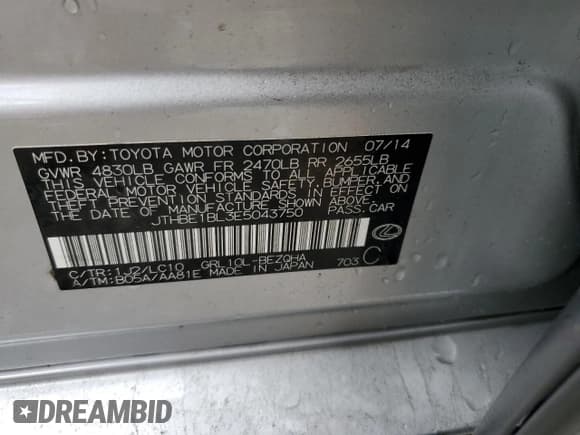 MFD.BY:TOYOTA MOTOR CORPORATION 07/14
GVWR 4830LB GAWR FR 2470LB RR 2655LB
THIS VEHICLE CONFORMS TO ALL APPLICABLE
FEDERAL MOTOR VEHICLE SAFETY, BUMPER, AND
THEFT PREVENTION STANDARDS IN EFFECT ON
THE DATE OF MANUFACTURE SHOWN ABOVE.
JTHBE1BL3E5043750 PASS.CAR
C/TR:1J2/LC10 GRL10L-BEZQHA
A/TM:B05A/AA81E MADE IN JAPAN 703 C
DREAMBID